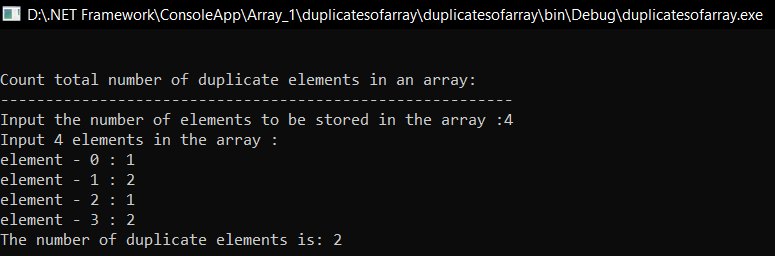 D:\.NET Framework\ConsoleApp\Array_1\duplicatesofarray\duplicatesofarray\bin\Debug\duplicatesofarray.exe
Count total number of duplicate elements in an array:
---------------------------------------------------------
Input the number of elements to be stored in the array :4
Input 4 elements in the array :
element - 0 : 1
element - 1 : 2
element - 2 : 1
element - 3 : 2
The number of duplicate elements is: 2